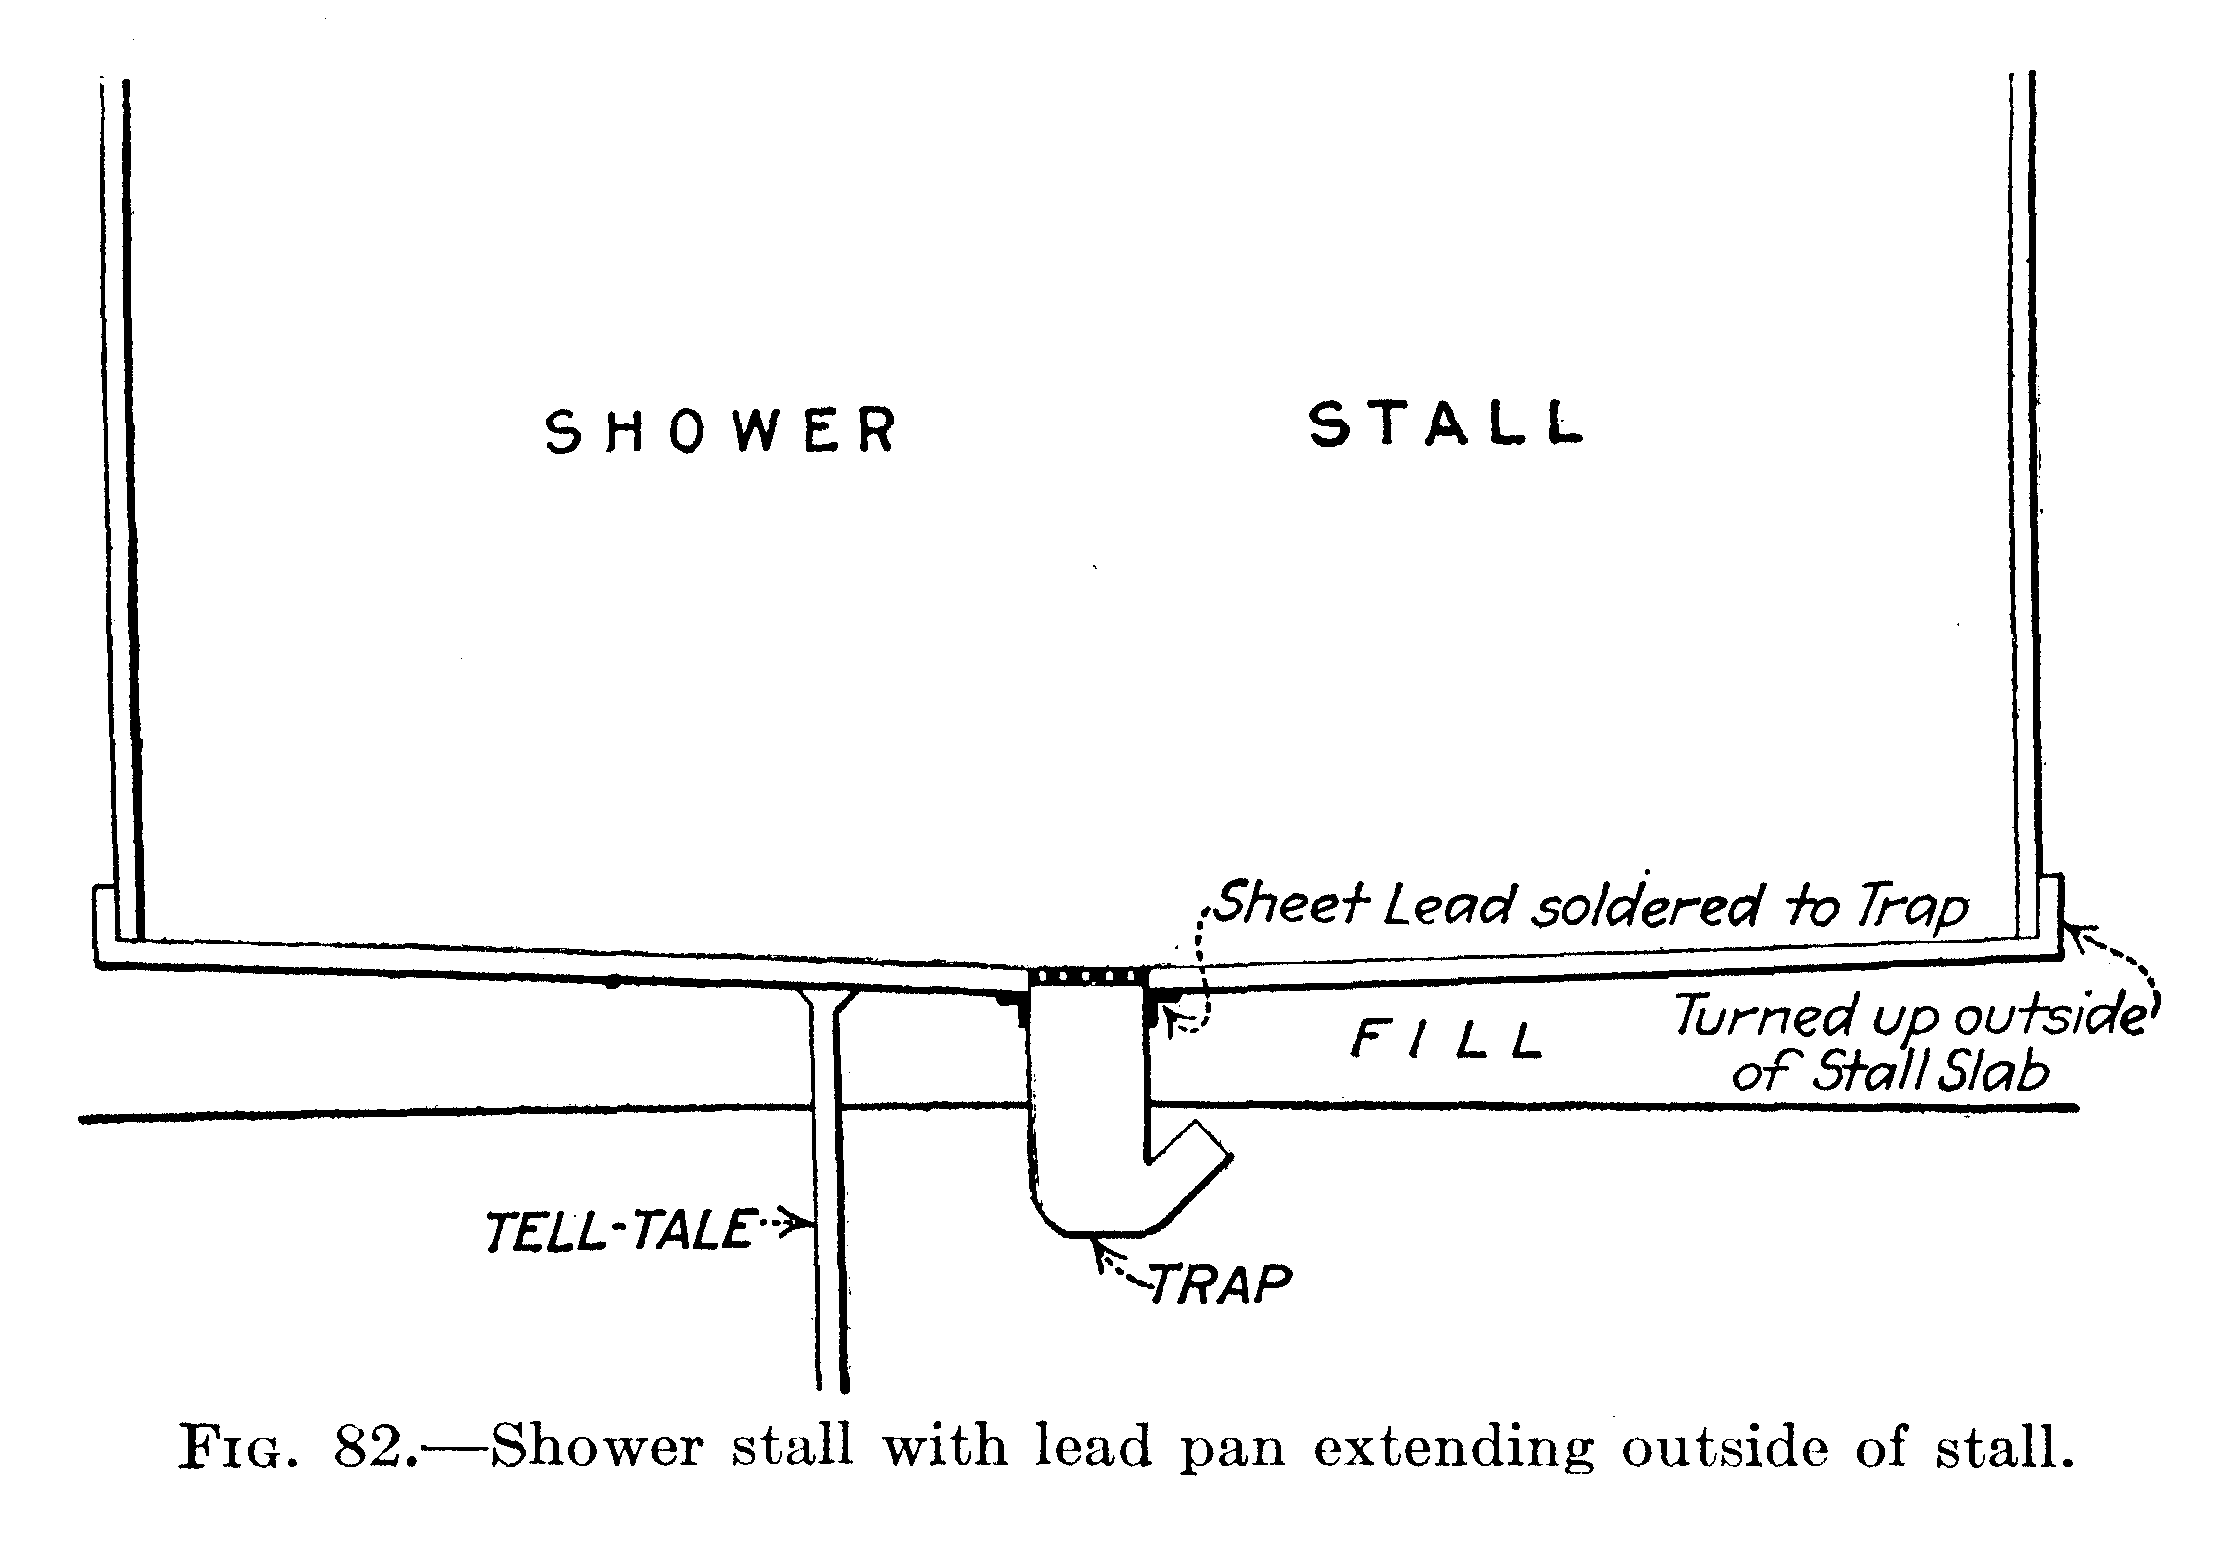 SHOWER STALL
Sheet Lead soldered to Trap
FILL
Turned up outside
of Stall Slab
TELL-TALE
TRAP
FIG. 82.—Shower stall with lead pan extending outside of stall.